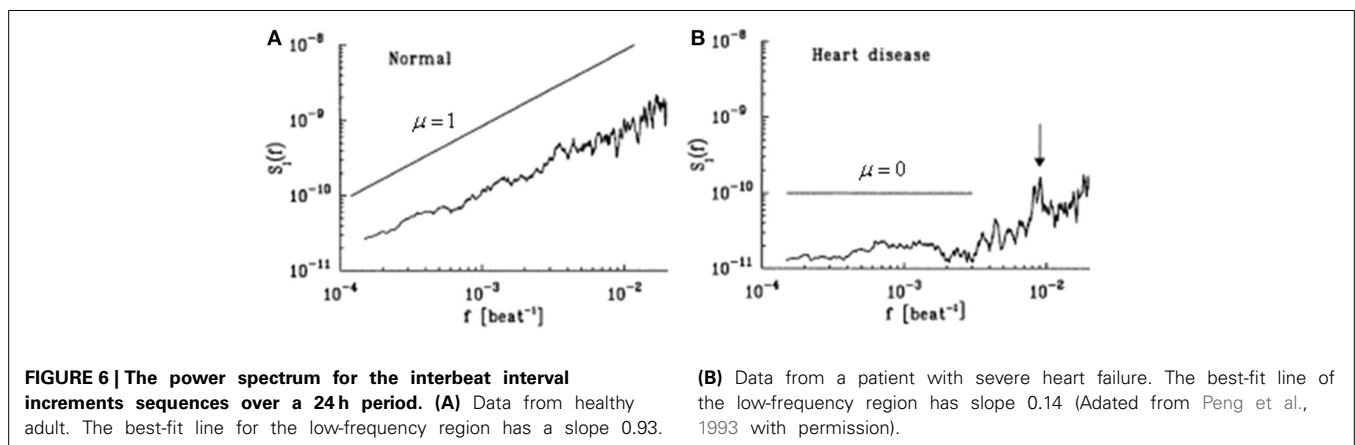 A
10⁻⁸
10⁻⁹
10⁻¹⁰
10⁻¹¹
Normal
μ=1
S_I(f)
10⁻⁴
10⁻³
10⁻²
f [beat⁻¹]
B
10⁻⁸
10⁻⁹
10⁻¹⁰
10⁻¹¹
Heart disease
μ=0
S_I(f)
10⁻⁴
10⁻³
10⁻²
f [beat⁻¹]
FIGURE 6 | The power spectrum for the interbeat interval
increments sequences over a 24 h period. (A) Data from healthy
adult. The best-fit line for the low-frequency region has a slope 0.93.
(B) Data from a patient with severe heart failure. The best-fit line of
the low-frequency region has slope 0.14 (Adated from Peng et al.,
1993 with permission).